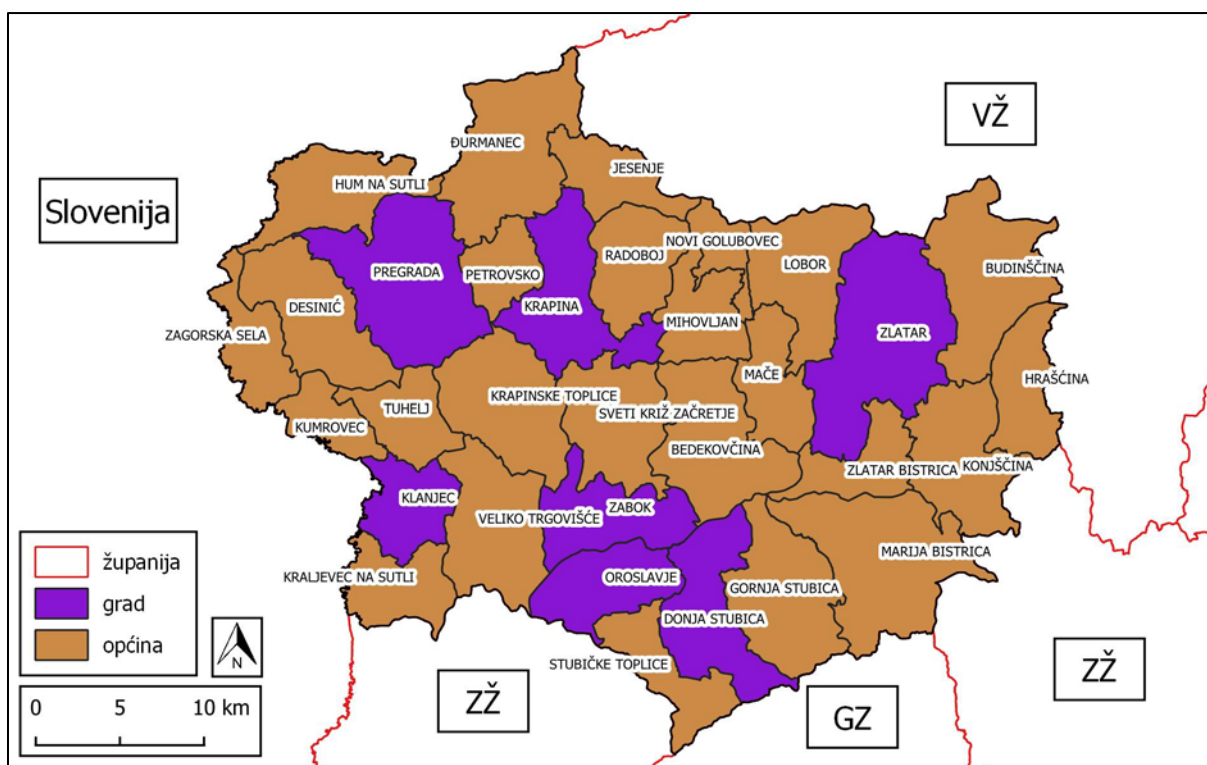 VŽ
ĐURMANEC
JESENJE
HUM NA SUTLI
Slovenija
NOVI GOLUBOVEC
RADOBOJ
LOBOR
PREGRADA
PETROVSKO
BUDINŠČINA
DESINIĆ
KRAPINA
MIHOVLJAN
ZLATAR
ZAGORSKA SELA
MAČE
HRAŠĆINA
KRAPINSKE TOPLICE
TUHELJ
SVETI KRIŽ ZAČRETJE
KUMROVEC
BEDEKOVČINA
ZLATAR BISTRICA
KONJŠČINA
KLANJEC
VELIKO TRGOVIŠĆE
ZABOK
MARIJA BISTRICA
KRALJEVEC NA SUTLI
OROSLAVJE
GORNJA STUBICA
DONJA STUBICA
STUBIČKE TOPLICE
županija
grad
općina
N
0 5 10 km
ZŽ
GZ
ZŽ